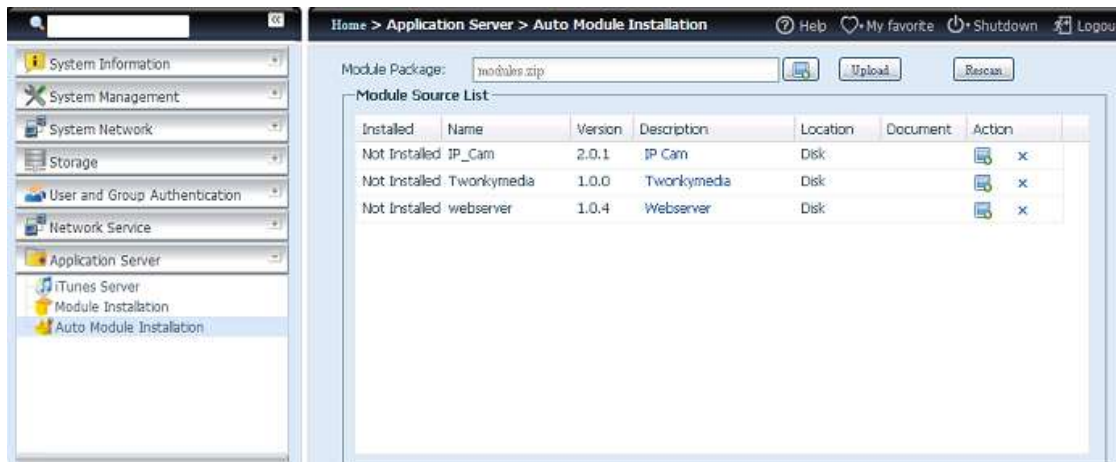 Home > Application Server > Auto Module Installation
Help My favorite Shutdown Logou
System Information
System Management
System Network
Storage
User and Group Authentication
Network Service
Application Server
iTunes Server
Module Installation
Auto Module Installation
Module Package: modules.zip Upload Rescan
Module Source List
Installed Name Version Description Location Document Action
Not Installed IP_Cam 2.0.1 IP Cam Disk
Not Installed Twonkymedia 1.0.0 Twonkymedia Disk
Not Installed webserver 1.0.4 Webserver Disk